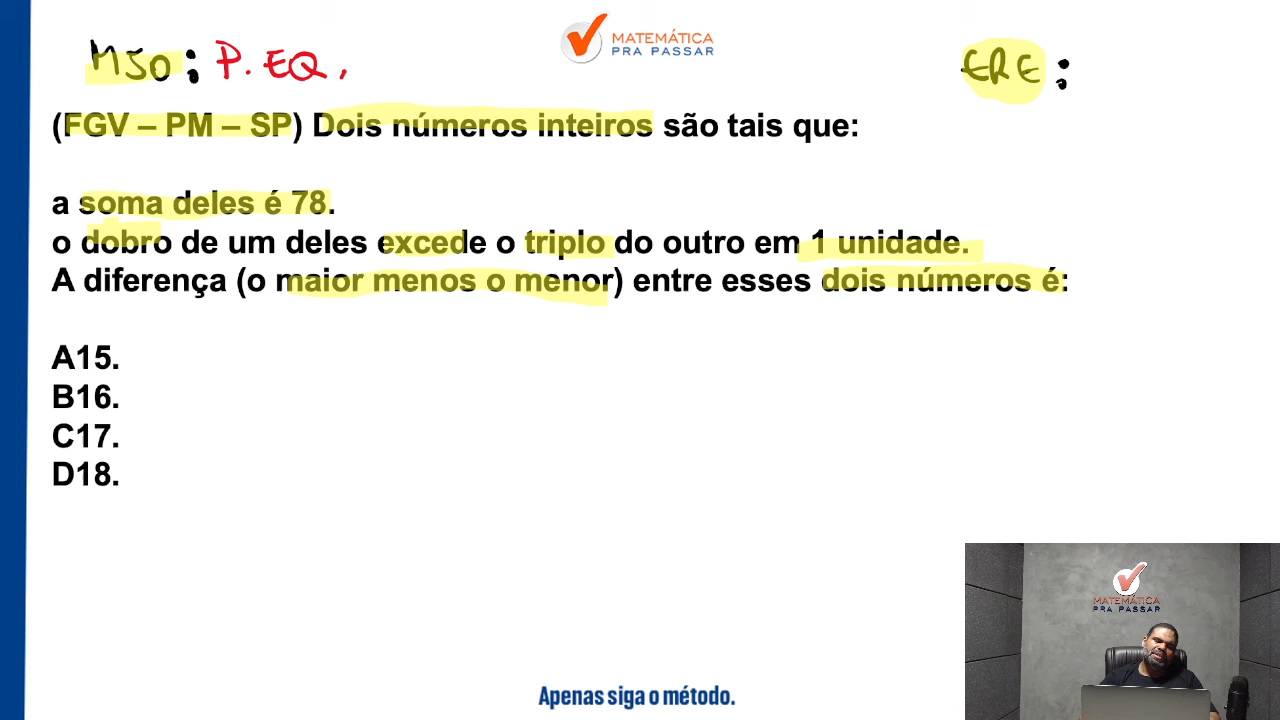 MATEMÁTICA
PRA PASSAR
MJO: P. EQ.
ERE:
(FGV – PM – SP) Dois números inteiros são tais que:
a soma deles é 78.
o dobro de um deles excede o triplo do outro em 1 unidade.
A diferença (o maior menos o menor) entre esses dois números é:
A15.
B16.
C17.
D18.
MATEMÁTICA
PRA PASSAR
Apenas siga o método.